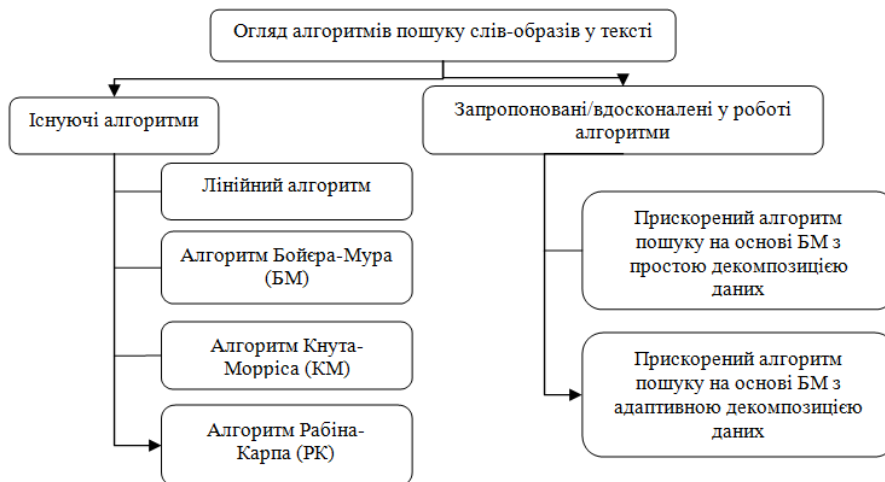 Огляд алгоритмів пошуку слів-образів у тексті
Існуючі алгоритми
Лінійний алгоритм
Алгоритм Бойєра-Мура
(БМ)
Алгоритм Кнута-
Морріса (КМ)
Алгоритм Рабіна-
Карпа (РК)
Запропоновані/вдосконалені у роботі
алгоритми
Прискорений алгоритм
пошуку на основі БМ з
простою декомпозицією
даних
Прискорений алгоритм
пошуку на основі БМ з
адаптивною декомпозицією
даних